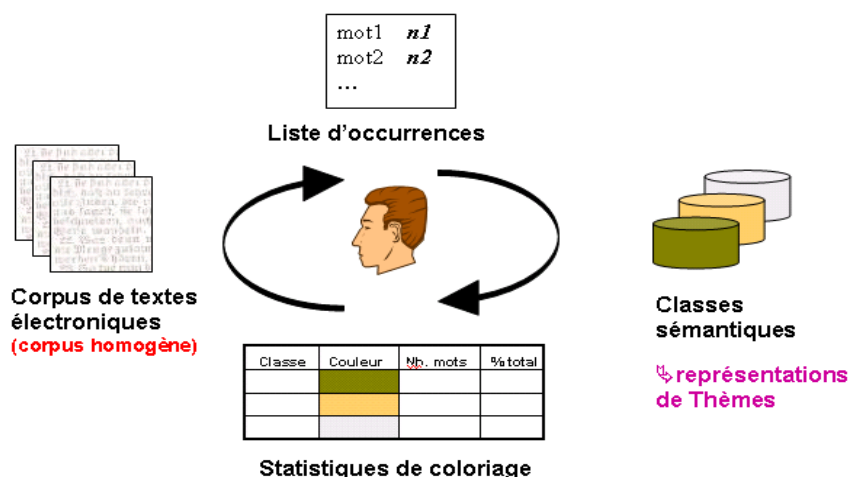 mot1 n1
mot2 n2
...
Liste d'occurrences
Corpus de textes
électroniques
(corpus homogène)
Classes
sémantiques
représentations
de Thèmes
Classe Couleur Nb. mots % total
Statistiques de coloriage